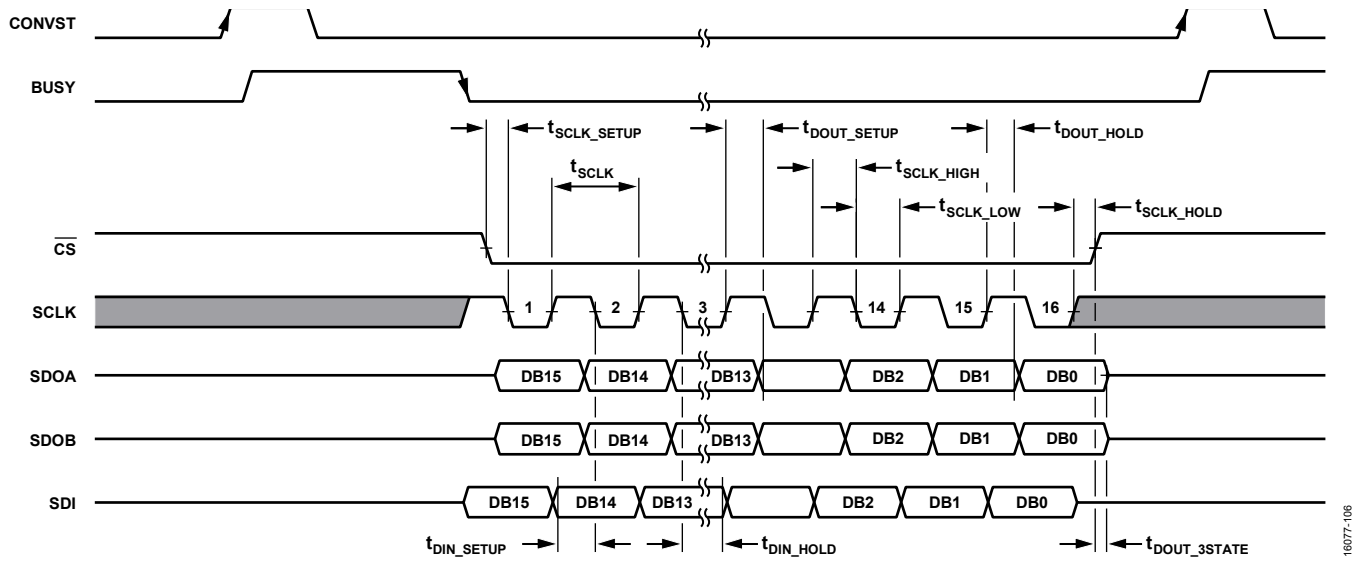 CONVST
BUSY
tSCLK_SETUP
tDOUT_SETUP
tDOUT_HOLD
tSCLK
tSCLK_HIGH
tSCLK_LOW
tSCLK_HOLD
CS
SCLK
1 2 3 14 15 16
SDOA
DB15 DB14 DB13 DB2 DB1 DB0
SDOB
DB15 DB14 DB13 DB2 DB1 DB0
SDI
DB15 DB14 DB13 DB2 DB1 DB0
tDIN_SETUP
tDIN_HOLD
tDOUT_3STATE
16077-106